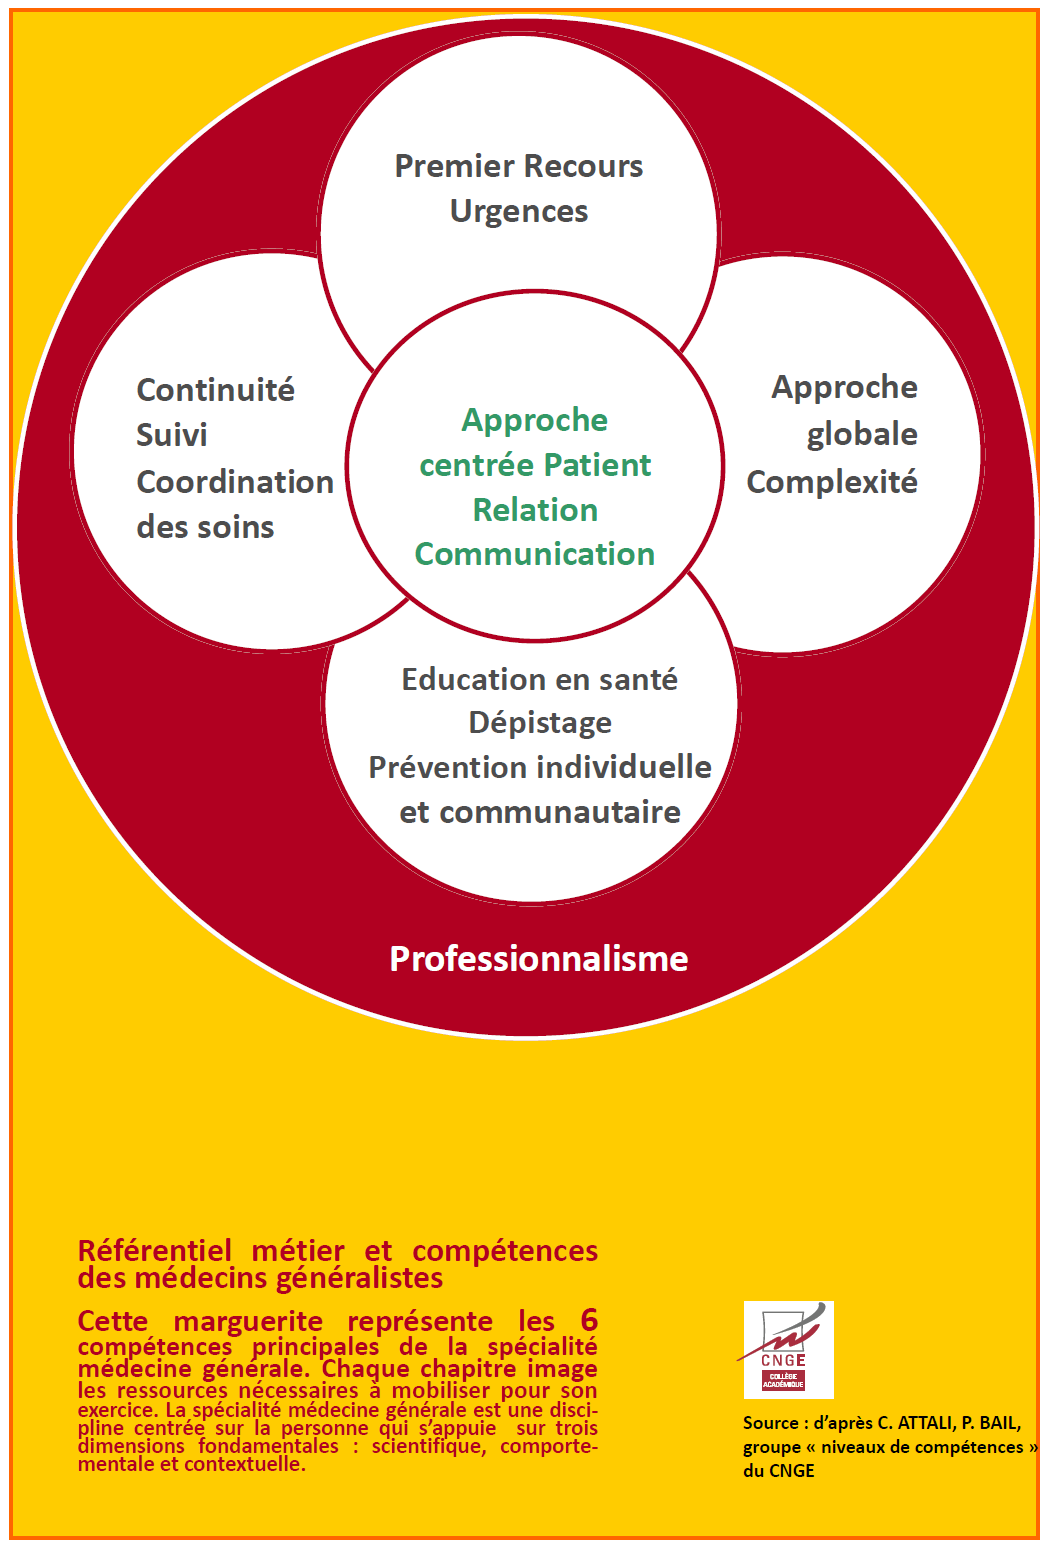 Premier Recours
Urgences
Continuité
Suivi
Coordination
des soins
Approche
centrée Patient
Relation
Communication
Approche
globale
Complexité
Education en santé
Dépistage
Prévention individuelle
et communautaire
Professionnalisme
Référentiel métier et compétences
des médecins généralistes
Cette marguerite représente les 6
compétences principales de la spécialité
médecine générale. Chaque chapitre image
les ressources nécessaires à mobiliser pour son
exercice. La spécialité médecine générale est une disci-
pline centrée sur la personne qui s’appuie sur trois
dimensions fondamentales : scientifique, comporte-
mentale et contextuelle.
CNGE
COLLÈGE
ACADÉMIQUE
Source : d’après C. ATTALI, P. BAIL,
groupe « niveaux de compétences »
du CNGE